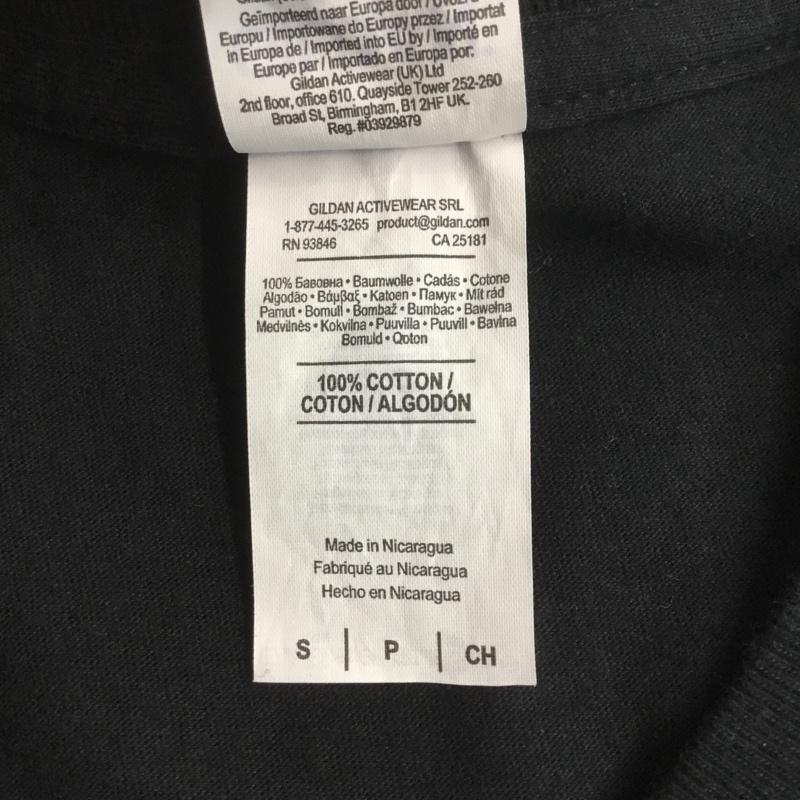 Geïmporteerd naar Europa door /
Europu / Importowane do Europy przez / Importat
in Europa de / Imported into EU by / Importé en
Europe par / Importado en Europa por:
Gildan Activewear (UK) Ltd
2nd floor, office 610. Quayside Tower 252-260
Broad St, Birmingham, B1 2HF UK.
Reg. #03929879
GILDAN ACTIVEWEAR SRL
1-877-445-3265 product@gildan.com
RN 93846 CA 25181
100% Бавовна • Baumwolle • Cadás • Cotone
Algodão • Βάμβαξ • Katoen • Памук • Mit rád
Pamut • Bomull • Bombaž • Bumbac • Bawełna
Medvilnės • Kokvilna • Puuvilla • Puuvill • Bavlna
Bomuld • Qoton
100% COTTON /
COTON / ALGODÓN
Made in Nicaragua
Fabriqué au Nicaragua
Hecho en Nicaragua
S | P | CH